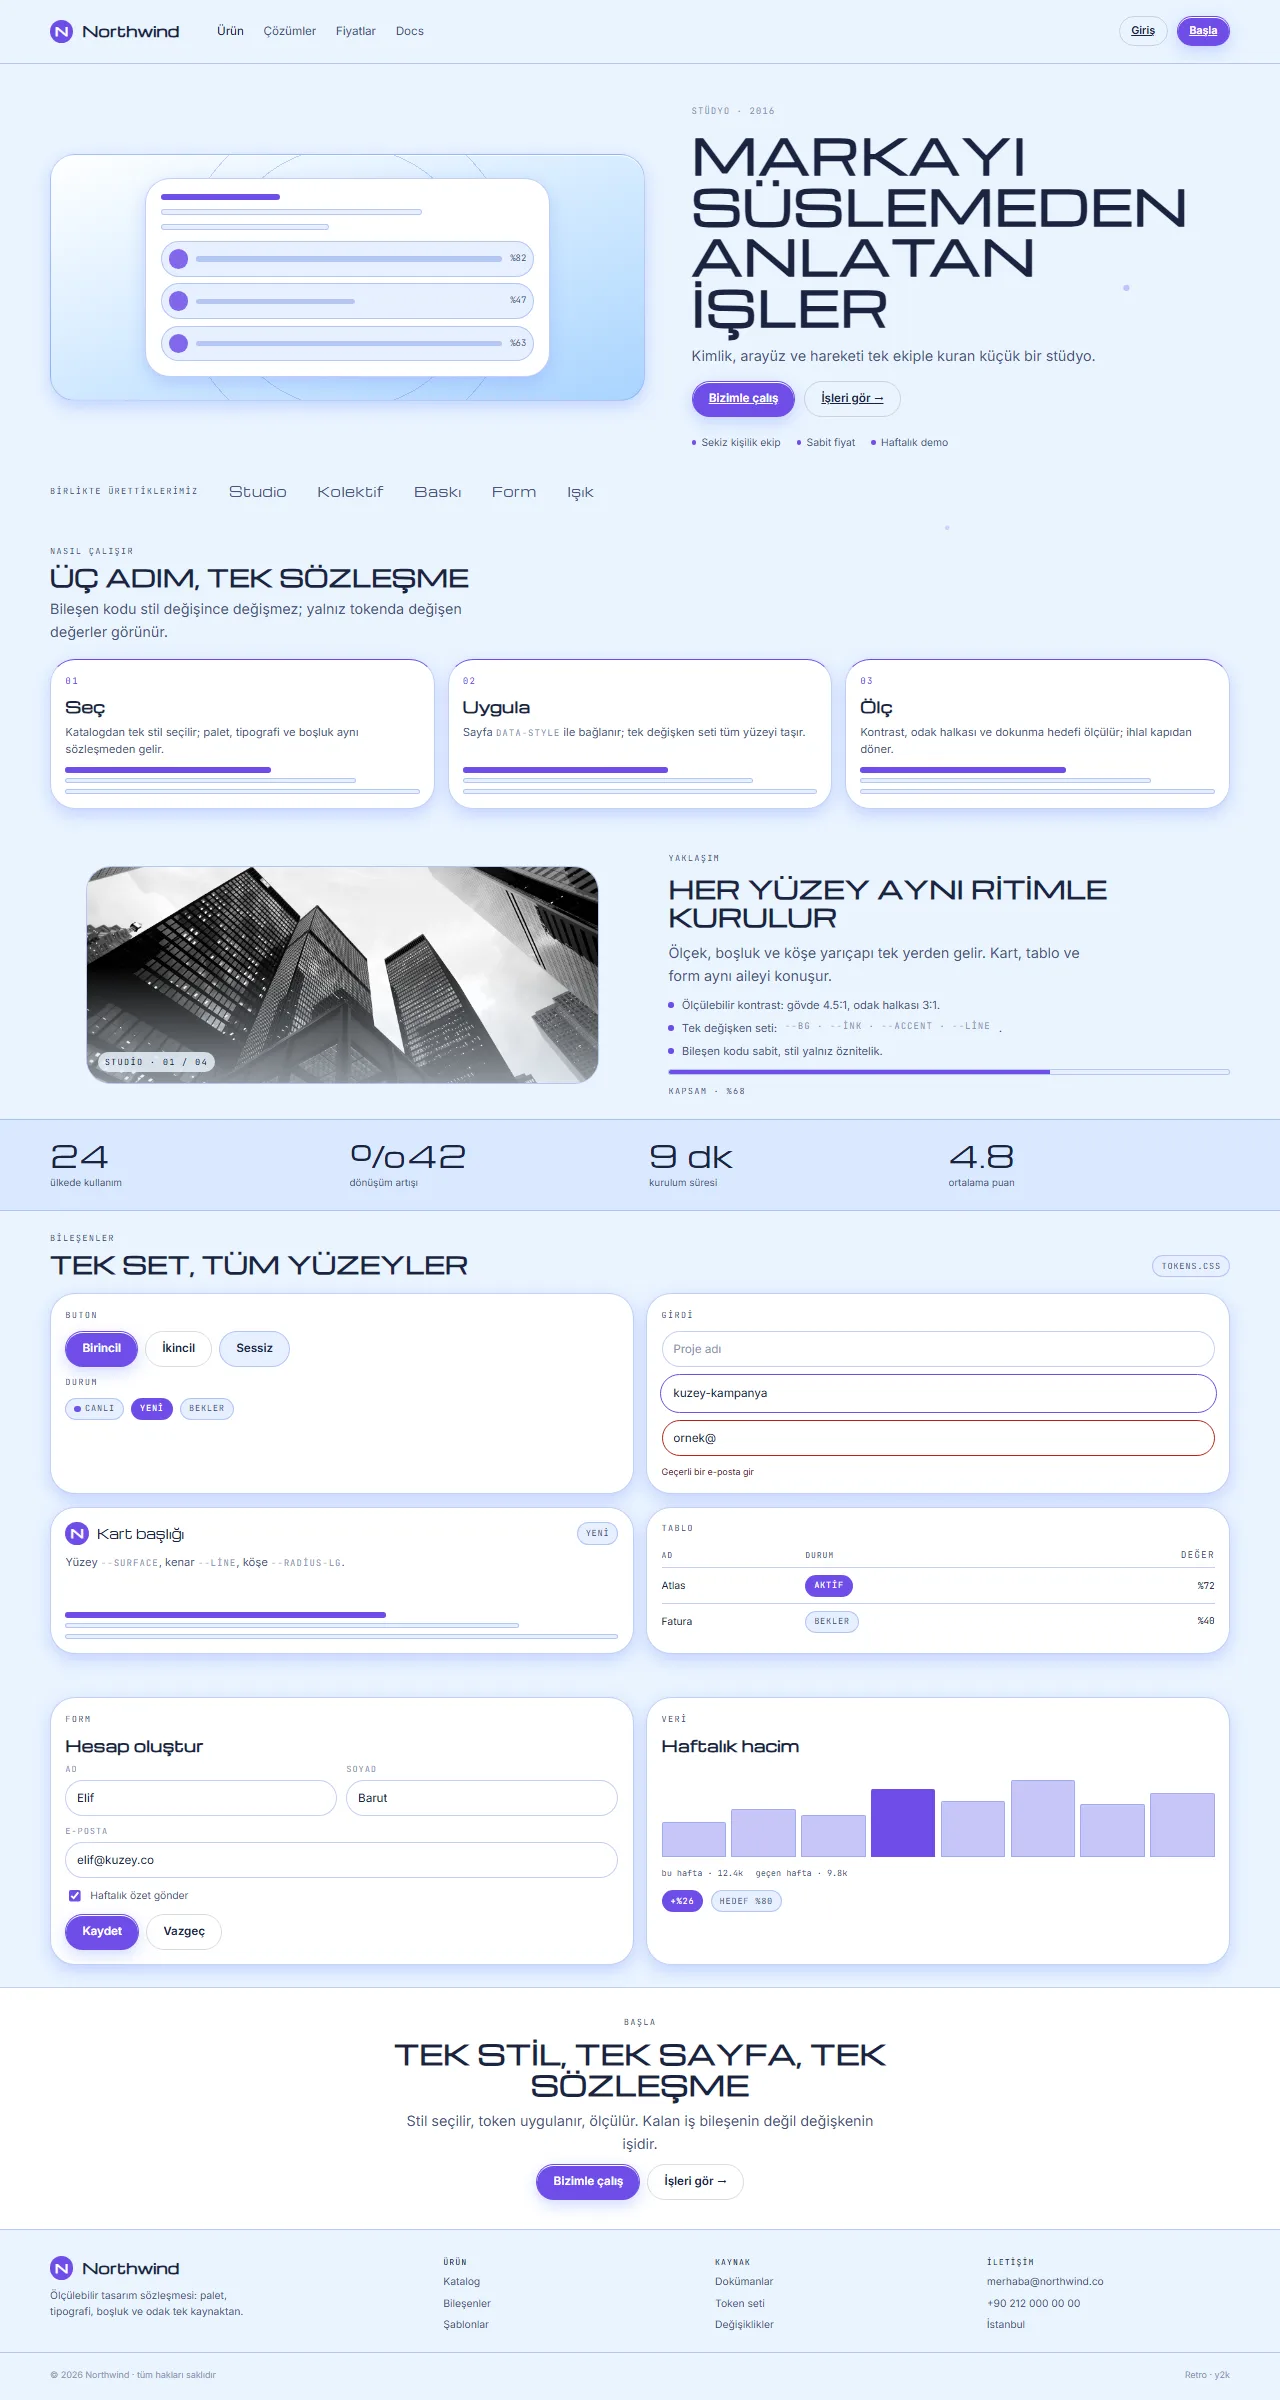 Northwind
Ürün
Çözümler
Fiyatlar
Docs
Giriş
Başla
STÜDYO · 2016
MARKAYI
SÜSLEMEDEN
ANLATAN
İŞLER
Kimlik, arayüz ve hareketi tek ekiple kuran küçük bir stüdyo.
Bizimle çalış
İşleri gör →
Sekiz kişilik ekip
Sabit fiyat
Haftalık demo
%82
%47
%63
BİRLİKTE ÜRETTİKLERİMİZ
Studio
Kolektif
Baskı
Form
Işık
NASIL ÇALIŞIR
ÜÇ ADIM, TEK SÖZLEŞME
Bileşen kodu stil değişince değişmez; yalnız tokenda değişen
değerler görünür.
01
Seç
Katalogdan tek stil seçilir; palet, tipografi ve boşluk aynı
sözleşmeden gelir.
02
Uygula
Sayfa DATA-STYLE ile bağlanır; tek değişken seti tüm yüzeyi taşır.
03
Ölç
Kontrast, odak halkası ve dokunma hedefi ölçülür; ihlal kapıdan
döner.
STUDİO · 01 / 04
YAKLAŞIM
HER YÜZEY AYNI RİTİMLE
KURULUR
Ölçek, boşluk ve köşe yarıçapı tek yerden gelir. Kart, tablo ve
form aynı aileyi konuşur.
Ölçülebilir kontrast: gövde 4.5:1, odak halkası 3:1.
Tek değişken seti: --BG · --İNK · --ACCENT · --LİNE .
Bileşen kodu sabit, stil yalnız öznitelik.
KAPSAM · %68
24
ülkede kullanım
%42
dönüşüm artışı
9 dk
kurulum süresi
4.8
ortalama puan
BİLEŞENLER
TEK SET, TÜM YÜZEYLER
TOKENS.CSS
BUTON
Birincil
İkincil
Sessiz
DURUM
CANLI
YENİ
BEKLER
GİRDİ
Proje adı
kuzey-kampanya
ornek@
Geçerli bir e-posta gir
N Kart başlığı
YENİ
Yüzey --SURFACE, kenar --LİNE, köşe --RADİUS-LG.
TABLO
AD DURUM DEĞER
Atlas AKTİF %72
Fatura BEKLER %40
FORM
Hesap oluştur
AD
SOYAD
Elif
Barut
E-POSTA
elif@kuzey.co
Haftalık özet gönder
Kaydet
Vazgeç
VERİ
Haftalık hacim
bu hafta · 12.4k geçen hafta · 9.8k
+%26
HEDEF %80
BAŞLA
TEK STİL, TEK SAYFA, TEK
SÖZLEŞME
Stil seçilir, token uygulanır, ölçülür. Kalan iş bileşenin değil değişkenin
işidir.
Bizimle çalış
İşleri gör →
N Northwind
Ölçülebilir tasarım sözleşmesi: palet,
tipografi, boşluk ve odak tek kaynaktan.
ÜRÜN
Katalog
Bileşenler
Şablonlar
KAYNAK
Dokümanlar
Token seti
Değişiklikler
İLETİŞİM
merhaba@northwind.co
+90 212 000 00 00
İstanbul
© 2026 Northwind · tüm hakları saklıdır
Retro · y2k